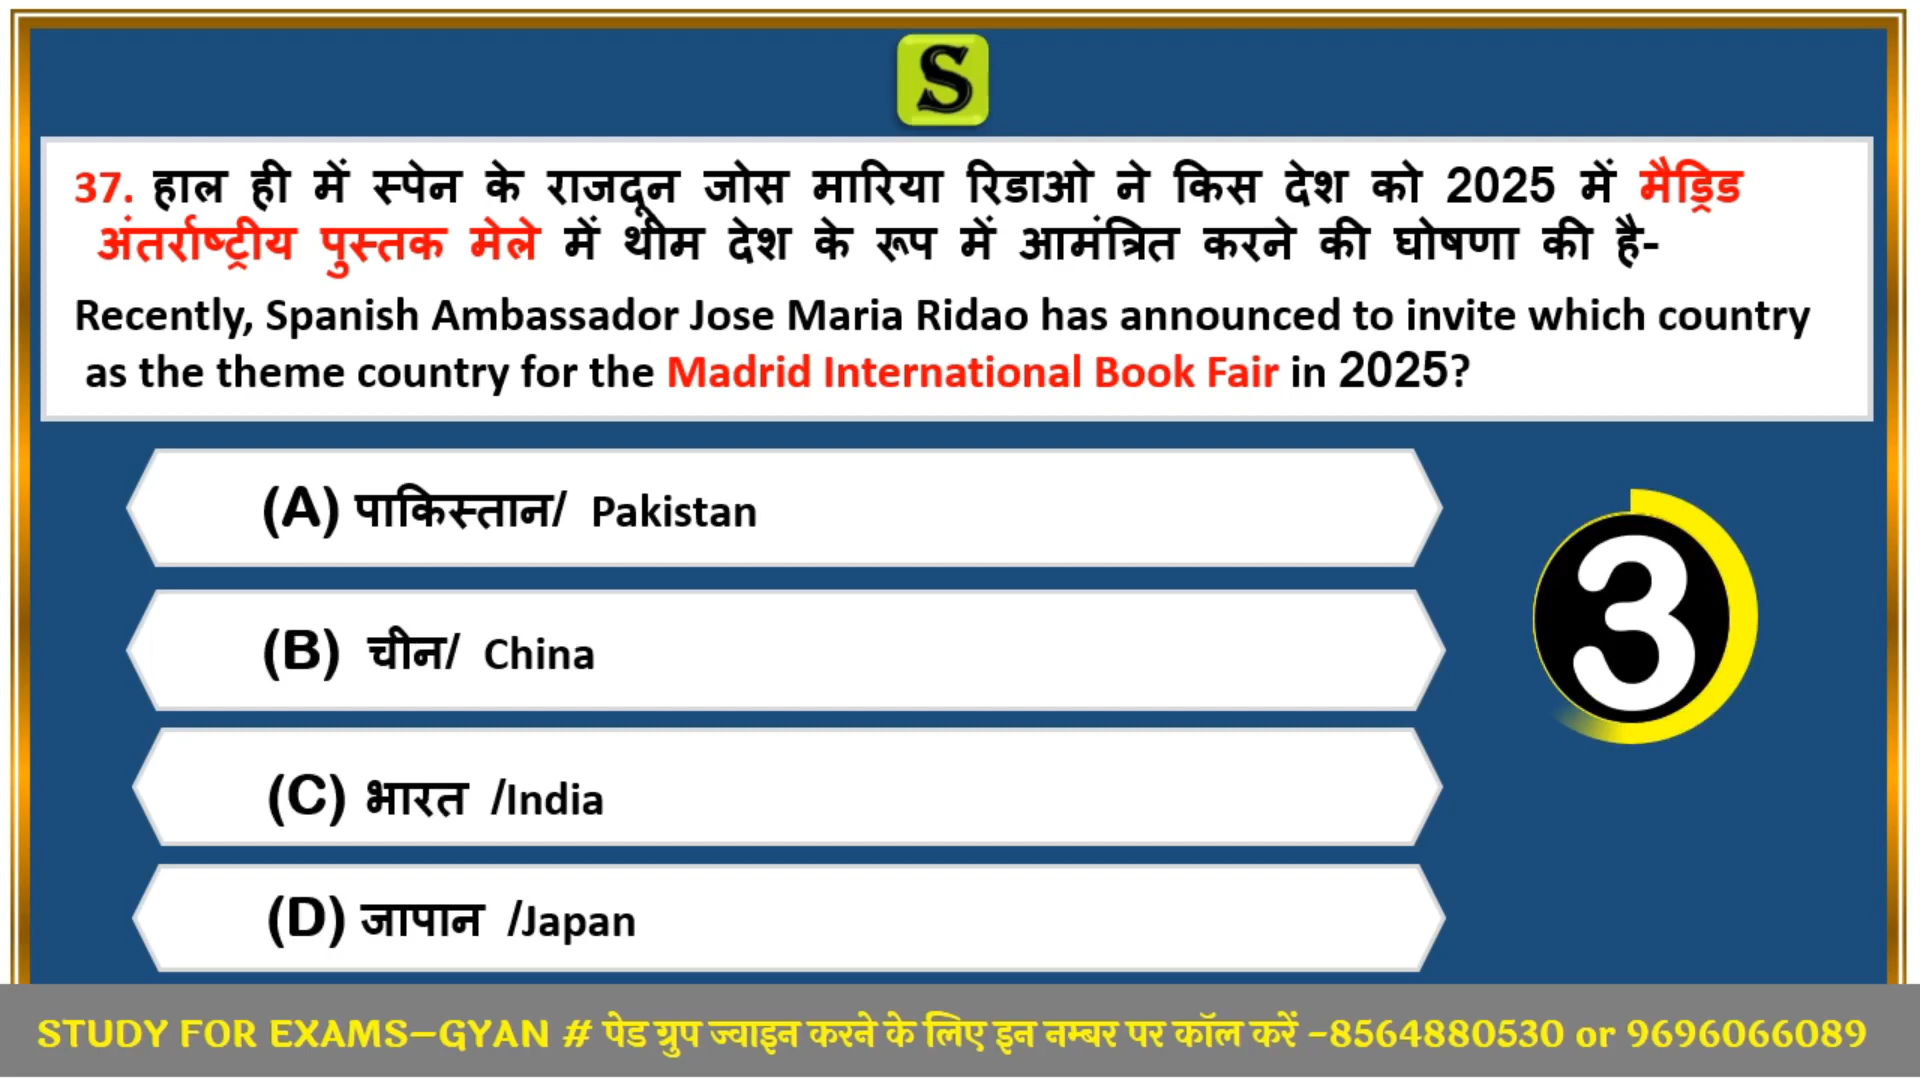 S
37. हाल ही में स्पेन के राजदून जोस मारिया रिडाओ ने किस देश को 2025 में मैड्रिड
अंतर्राष्ट्रीय पुस्तक मेले में थीम देश के रूप में आमंत्रित करने की घोषणा की है-
Recently, Spanish Ambassador Jose Maria Ridao has announced to invite which country
as the theme country for the Madrid International Book Fair in 2025?
(A) पाकिस्तान/ Pakistan
(B) चीन/ China
3
(C) भारत /India
(D) जापान /Japan
STUDY FOR EXAMS–GYAN # पेड ग्रुप ज्वाइन करने के लिए इन नम्बर पर कॉल करें -8564880530 or 9696066089